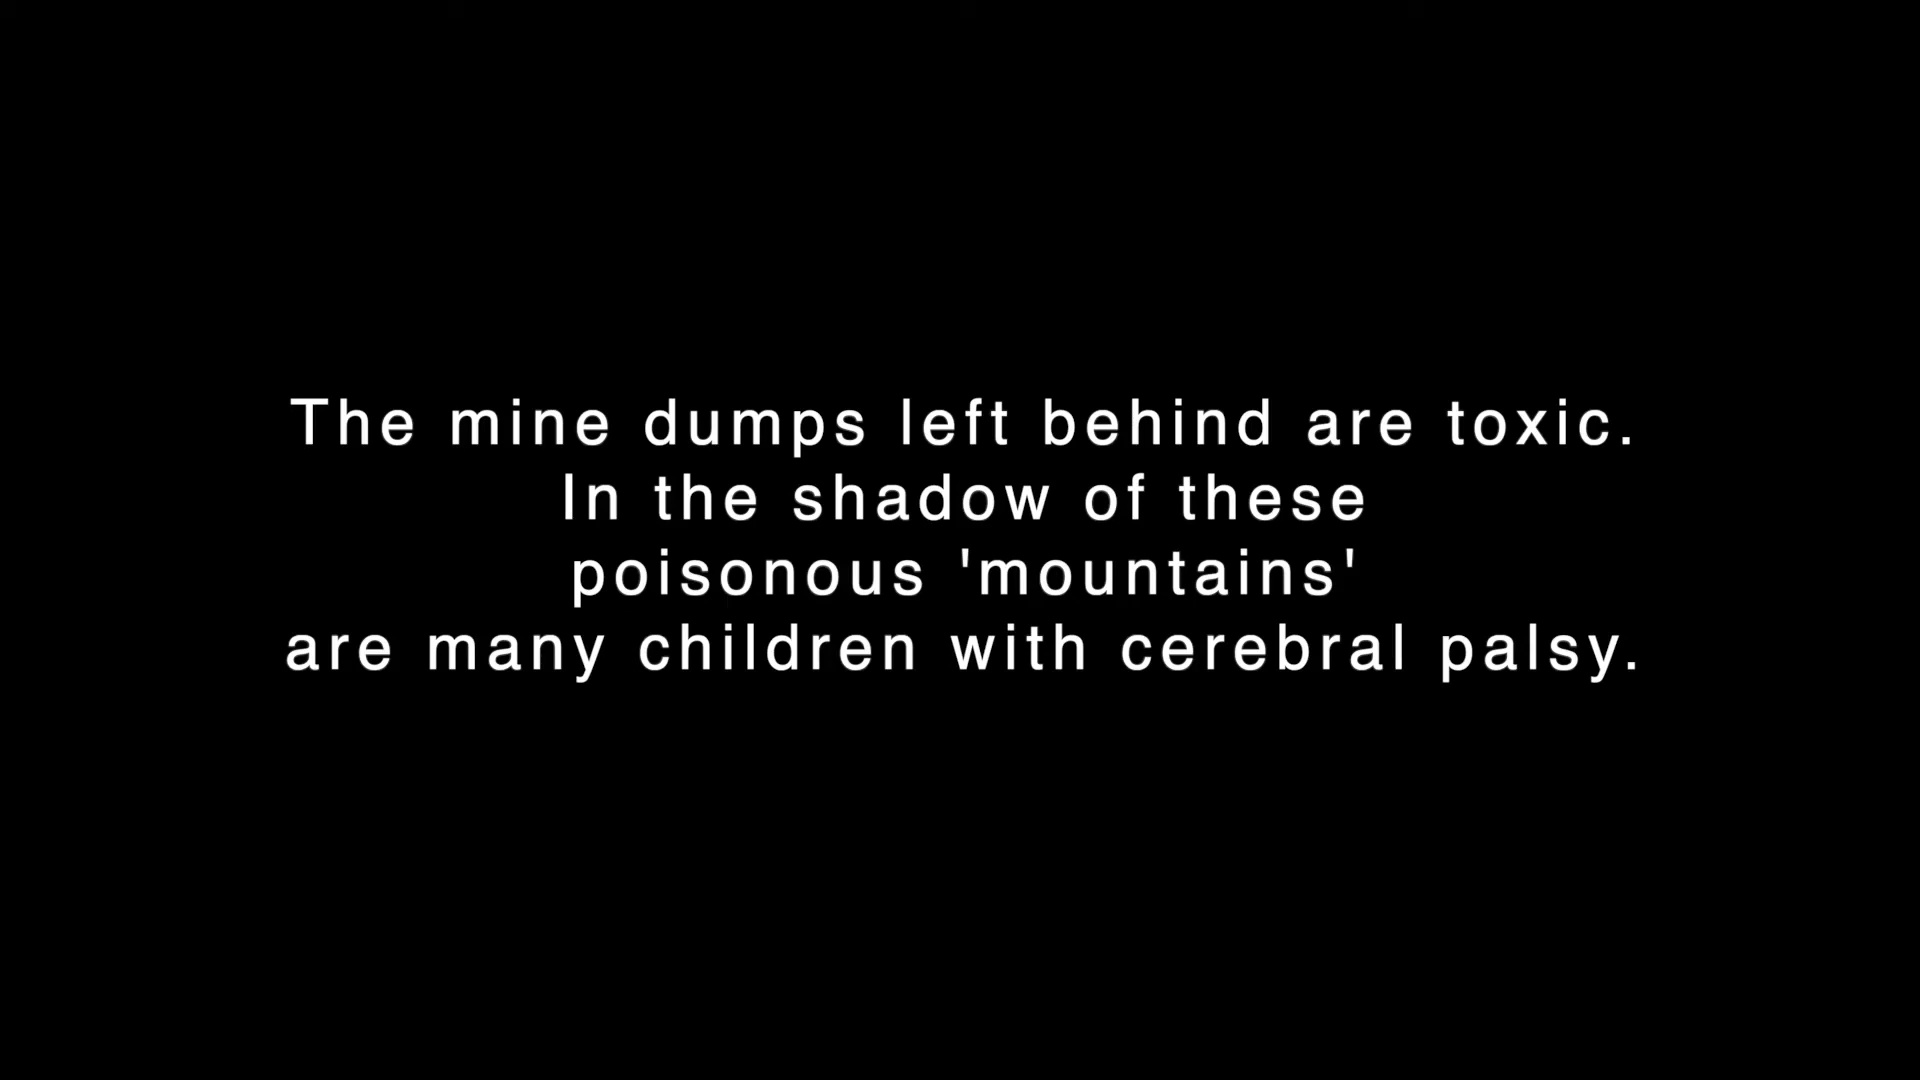 The mine dumps left behind are toxic.
In the shadow of these
poisonous 'mountains'
are many children with cerebral palsy.